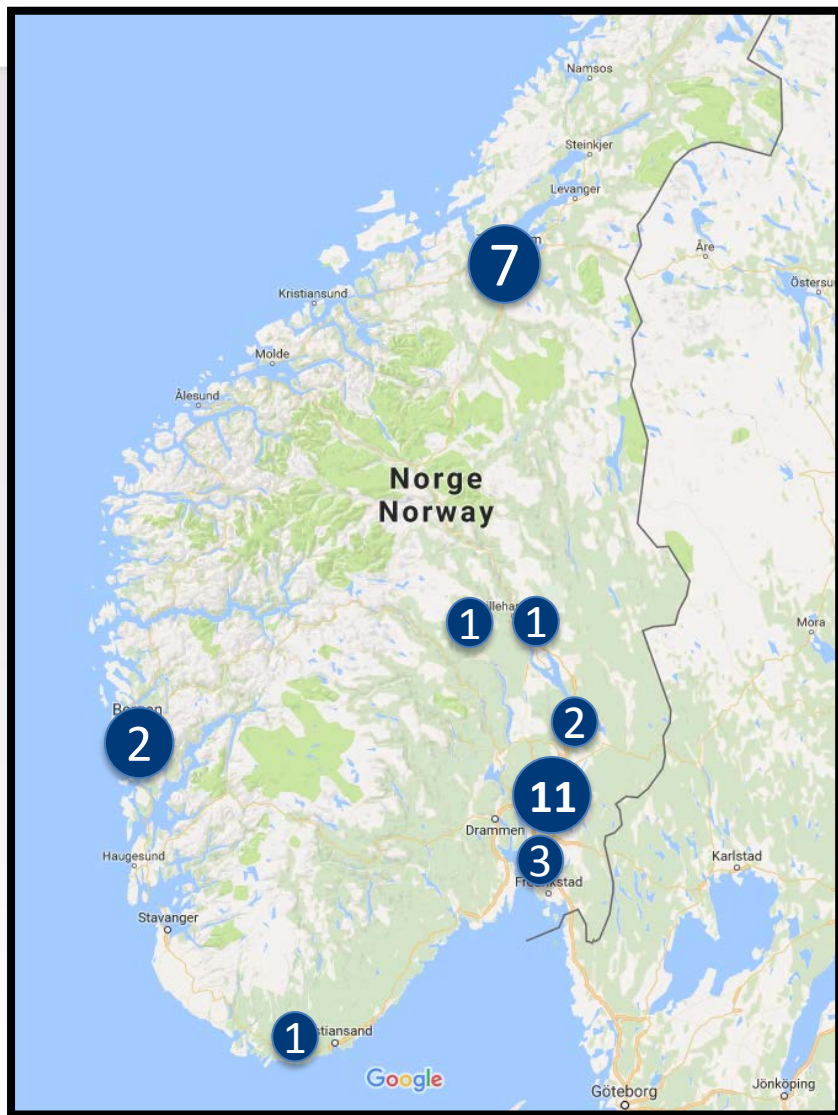 Namsos
Steinkjer
Levanger
Åre
7
Kristiansund
Molde
Ålesund
Norge
Norway
1
1
Mora
2
2
11
Drammen
3
Haugesund
Karlstad
Stavanger
1
Google
Göteborg
Jönköping